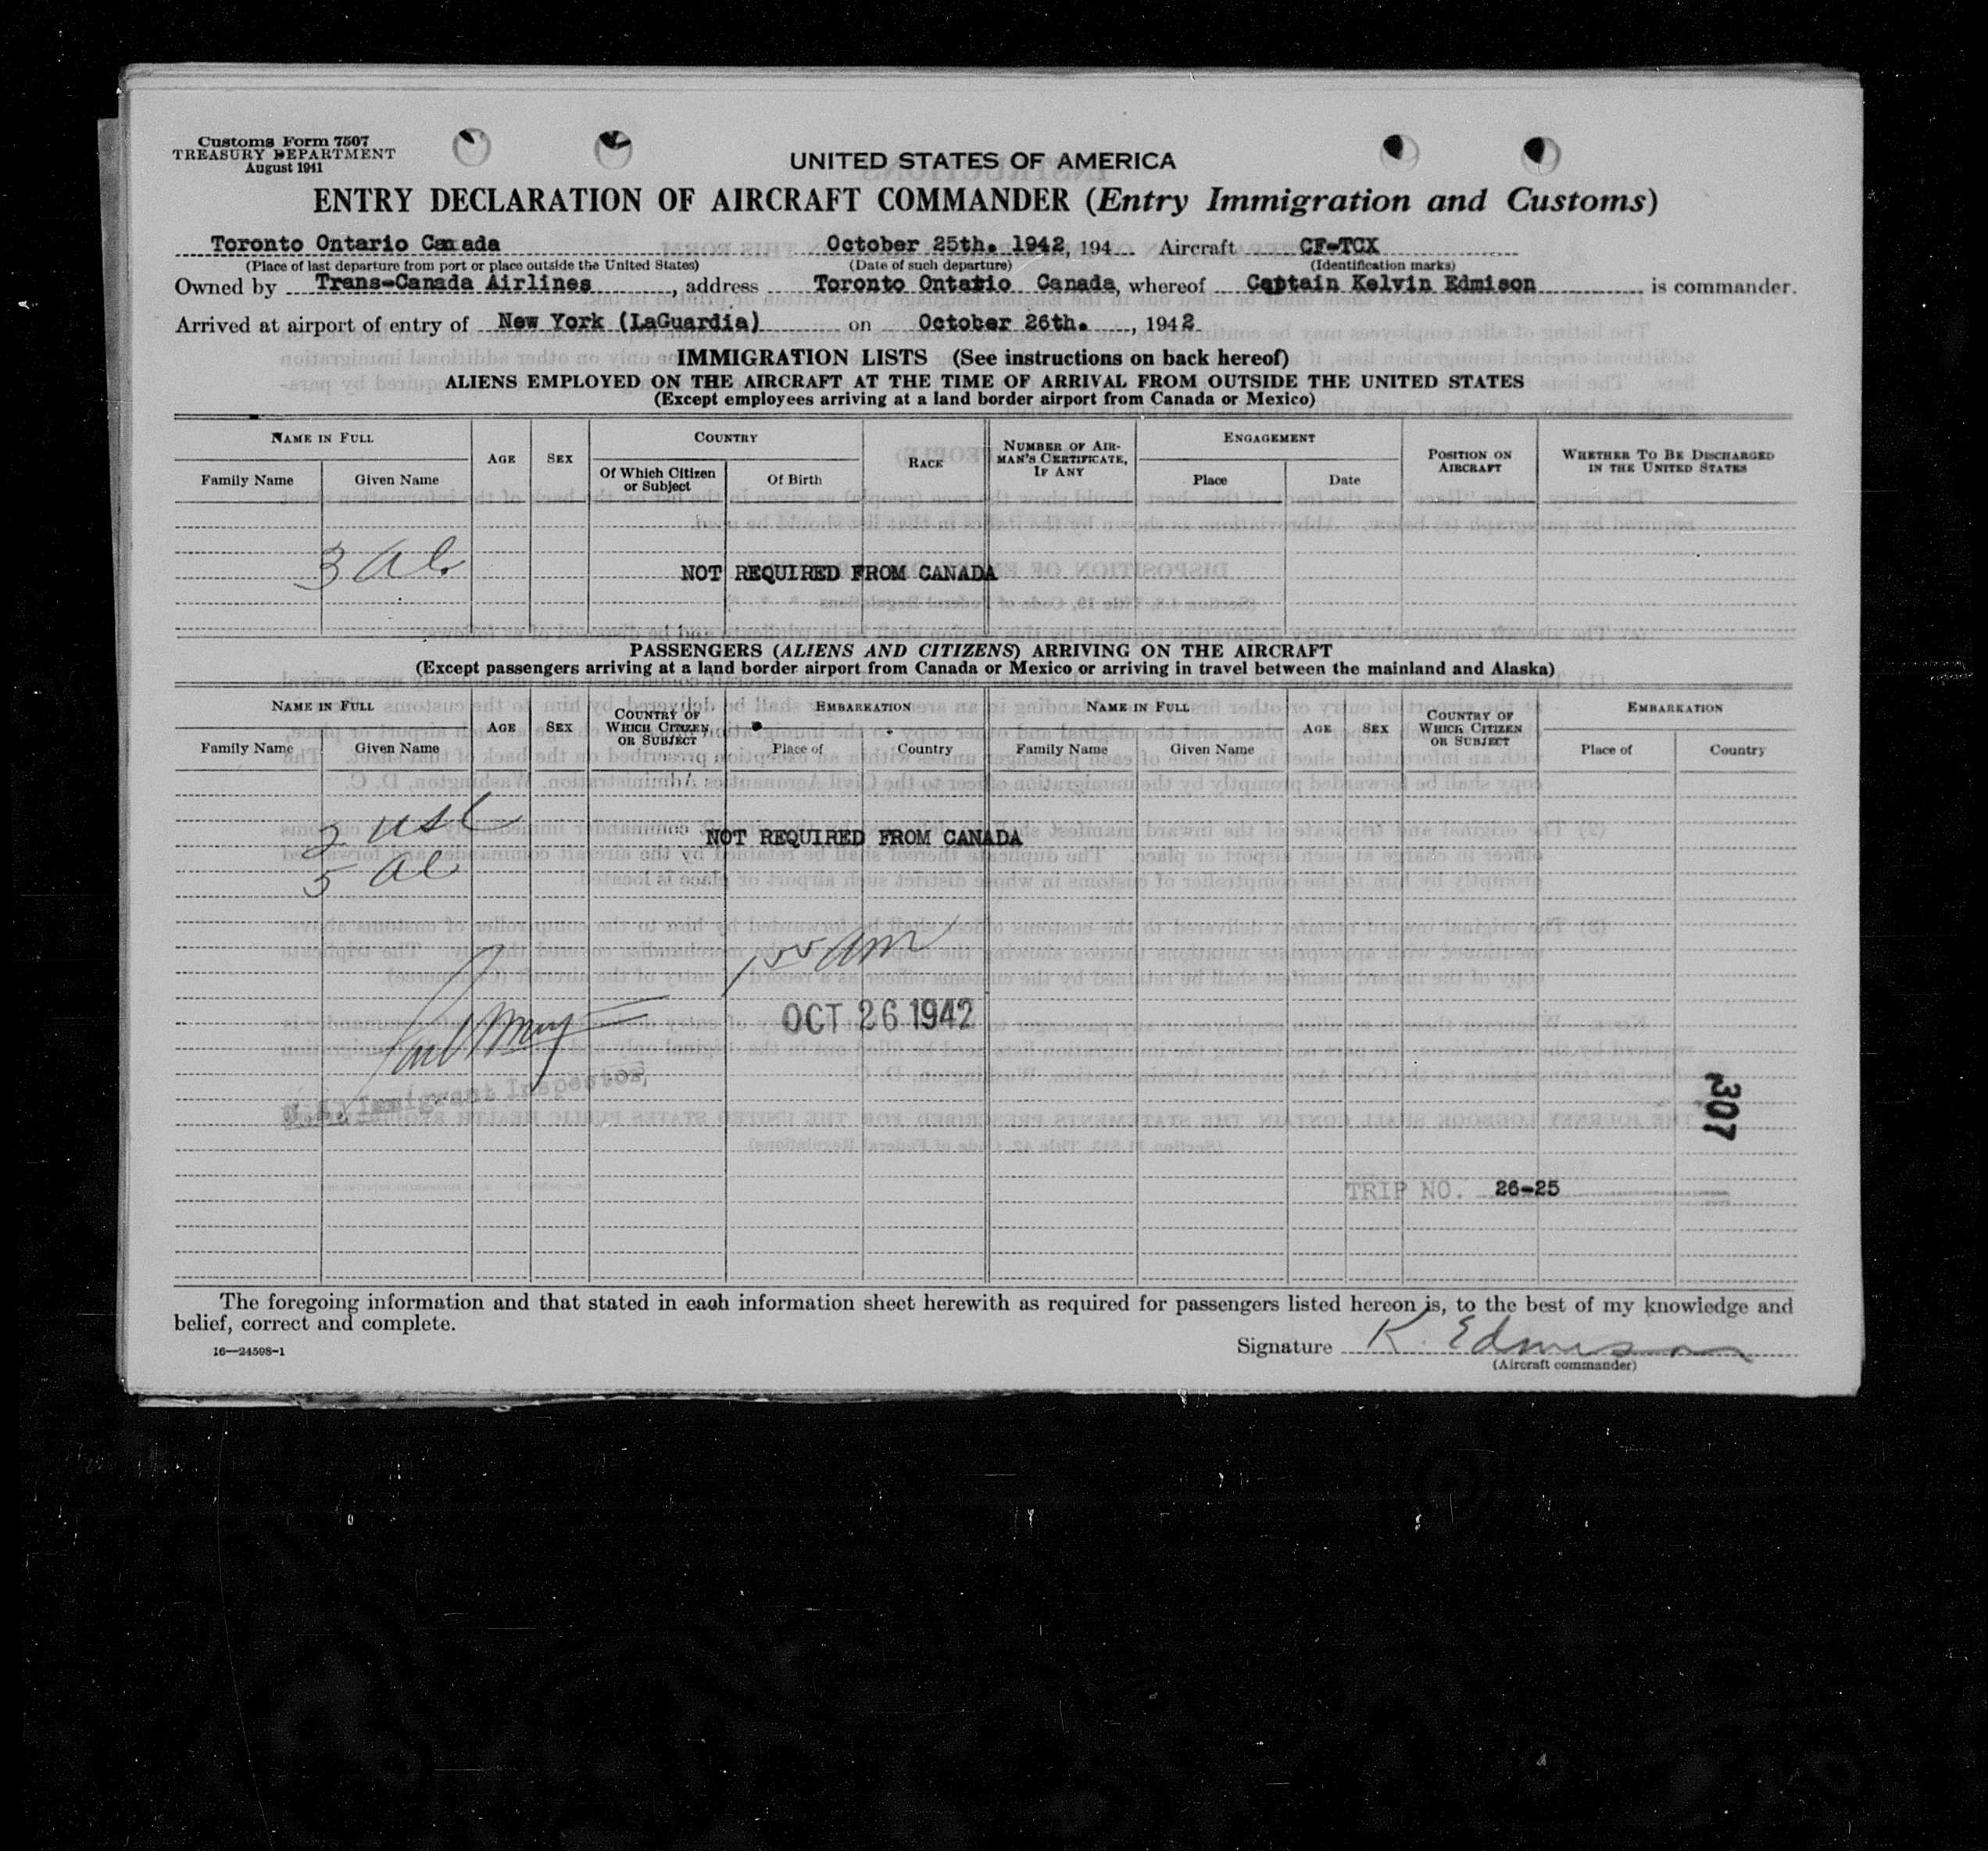 Customs Form 7507
TREASURY DEPARTMENT
August 1941
UNITED STATES OF AMERICA
ENTRY DECLARATION OF AIRCRAFT COMMANDER (Entry Immigration and Customs)
Toronto Ontario Canada October 25th. 1942, 194 Aircraft CF-TCX
(Place of last departure from port or place outside the United States) (Date of such departure) (Identification marks)
Owned by Trans-Canada Airlines, address Toronto Ontario Canada, whereof Captain Kelvin Edmison is commander.
Arrived at airport of entry of New York (LaGuardia) on October 26th., 1942
IMMIGRATION LISTS (See instructions on back hereof)
ALIENS EMPLOYED ON THE AIRCRAFT AT THE TIME OF ARRIVAL FROM OUTSIDE THE UNITED STATES
(Except employees arriving at a land border airport from Canada or Mexico)
NAME IN FULL AGE SEX COUNTRY RACE NUMBER OF AIRMAN'S CERTIFICATE, IF ANY ENGAGEMENT POSITION ON AIRCRAFT WHETHER TO BE DISCHARGED IN THE UNITED STATES
Family Name Given Name Of Which Citizen or Subject Of Birth Place Date
3 al.
NOT REQUIRED FROM CANADA
PASSENGERS (ALIENS AND CITIZENS) ARRIVING ON THE AIRCRAFT
(Except passengers arriving at a land border airport from Canada or Mexico or arriving in travel between the mainland and Alaska)
NAME IN FULL AGE SEX COUNTRY OF WHICH CITIZEN OR SUBJECT EMBARKATION NAME IN FULL AGE SEX COUNTRY OF WHICH CITIZEN OR SUBJECT EMBARKATION
Family Name Given Name Place of Country Family Name Given Name Place of Country
2 usc
NOT REQUIRED FROM CANADA
5 al
1 55 am
OCT 26 1942
U.S. Immigrant Inspector
307
TRIP NO. 26-25
The foregoing information and that stated in each information sheet herewith as required for passengers listed hereon is, to the best of my knowledge and
belief, correct and complete.
16—24598-1
Signature K. Edmison
(Aircraft commander)